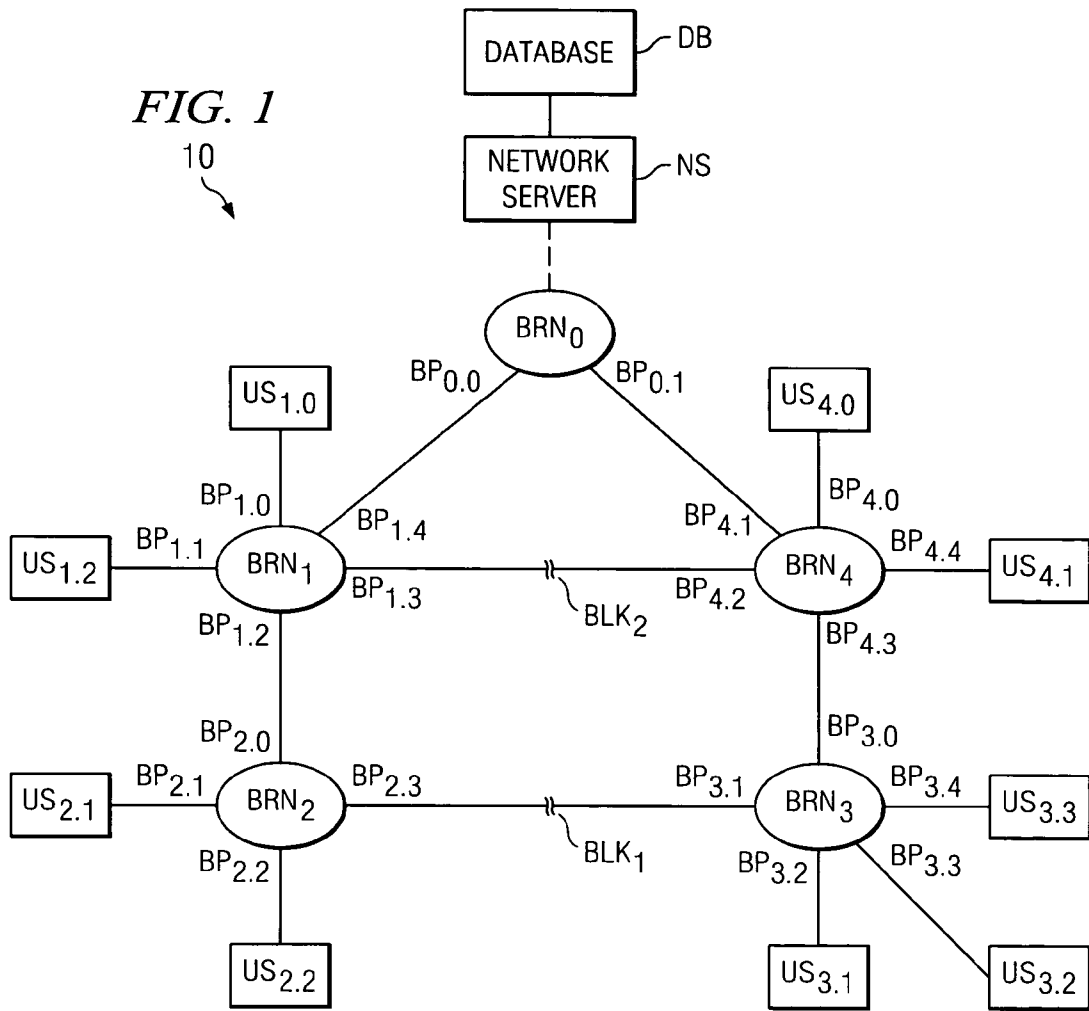 DATABASE
DB
FIG. 1
10
NETWORK
SERVER
NS
BRN0
BP0.0
BP0.1
US1.0
US4.0
BP1.0
BP4.0
BP1.4
BP4.1
BP1.1
BP4.4
US1.2
BRN1
BRN4
US4.1
BP1.3
BP4.2
BLK2
BP1.2
BP4.3
BP2.0
BP3.0
BP2.1
BP2.3
BP3.1
BP3.4
US2.1
BRN2
BRN3
US3.3
BLK1
BP2.2
BP3.2
BP3.3
US2.2
US3.1
US3.2